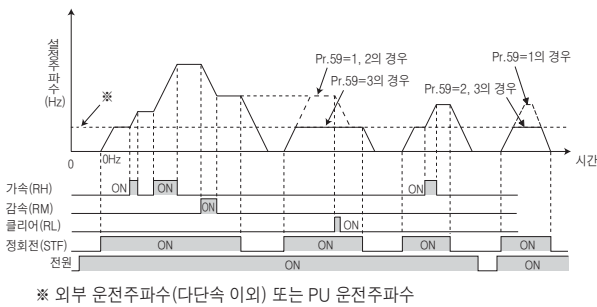 설정주파수(Hz)
※
Pr.59=1, 2의 경우
Pr.59=3의 경우
Pr.59=1의 경우
Pr.59=2, 3의 경우
0
0Hz
시간
가속(RH) ON ON ON
감속(RM) ON
클리어(RL) ON
정회전(STF) ON ON ON ON
전원 ON ON
※ 외부 운전주파수(다단속 이외) 또는 PU 운전주파수